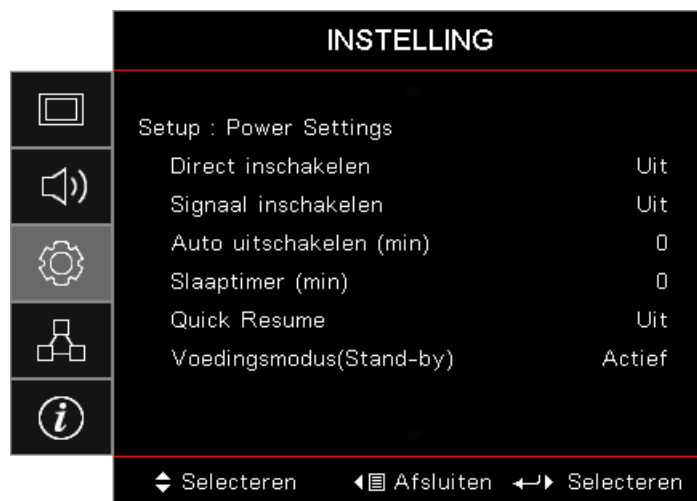 INSTELLING
Setup : Power Settings
Direct inschakelen Uit
Signaal inschakelen Uit
Auto uitschakelen (min) 0
Slaaptimer (min) 0
Quick Resume Uit
Voedingsmodus(Stand-by) Actief
Selecteren Afsluiten Selecteren